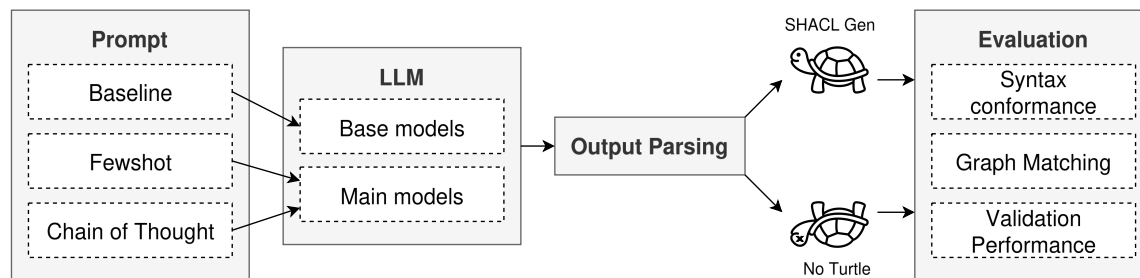 Prompt
Baseline
Fewshot
Chain of Thought
LLM
Base models
Main models
Output Parsing
SHACL Gen
No Turtle
Evaluation
Syntax
conformance
Graph Matching
Validation
Performance